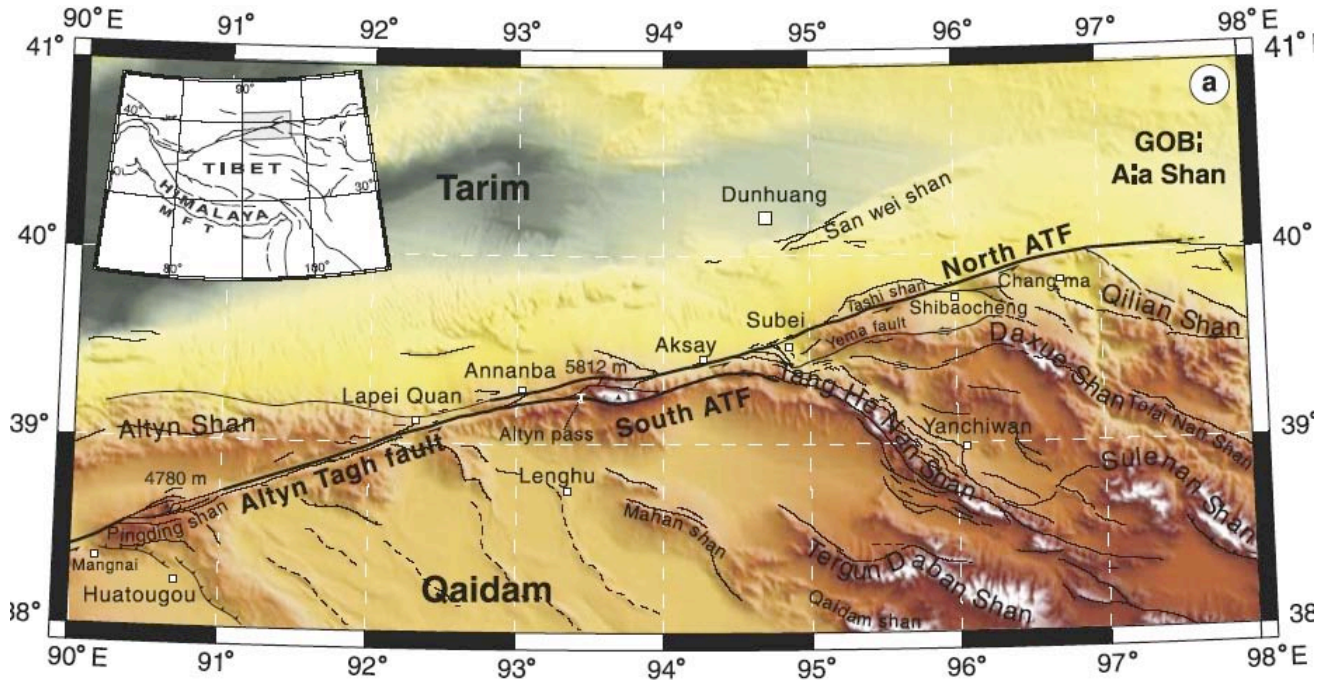 90° E
91°
92°
93°
94°
95°
96°
97°
98° E
41°
41°
a
90°
40°
TIBET
30°
HIMALAYA
M F T
80°
GOBi
Tarim
Dunhuang
San wei shan
40°
40°
North ATF
Tashi shan
Chang ma
Shibaocheng
Qilian Shan
Subei
Yema fault
Daxue Shan
Aksay
5812 m
Annanba
Tang He Nan Shan
Tolai Nan Shan
Lapei Quan
39°
39°
Altyn Shan
South ATF
Yanchiwan
Altyn pass
Altyn Tagh fault
Sulenan Shan
4780 m
Lenghu
Pingding shan
Mahan shan
Mangnai
Huatougou
Qaidam
Tergun Daban Shan
Qaidam shan
38°
38
90° E
91°
92°
93°
94°
95°
96°
97°
98° E